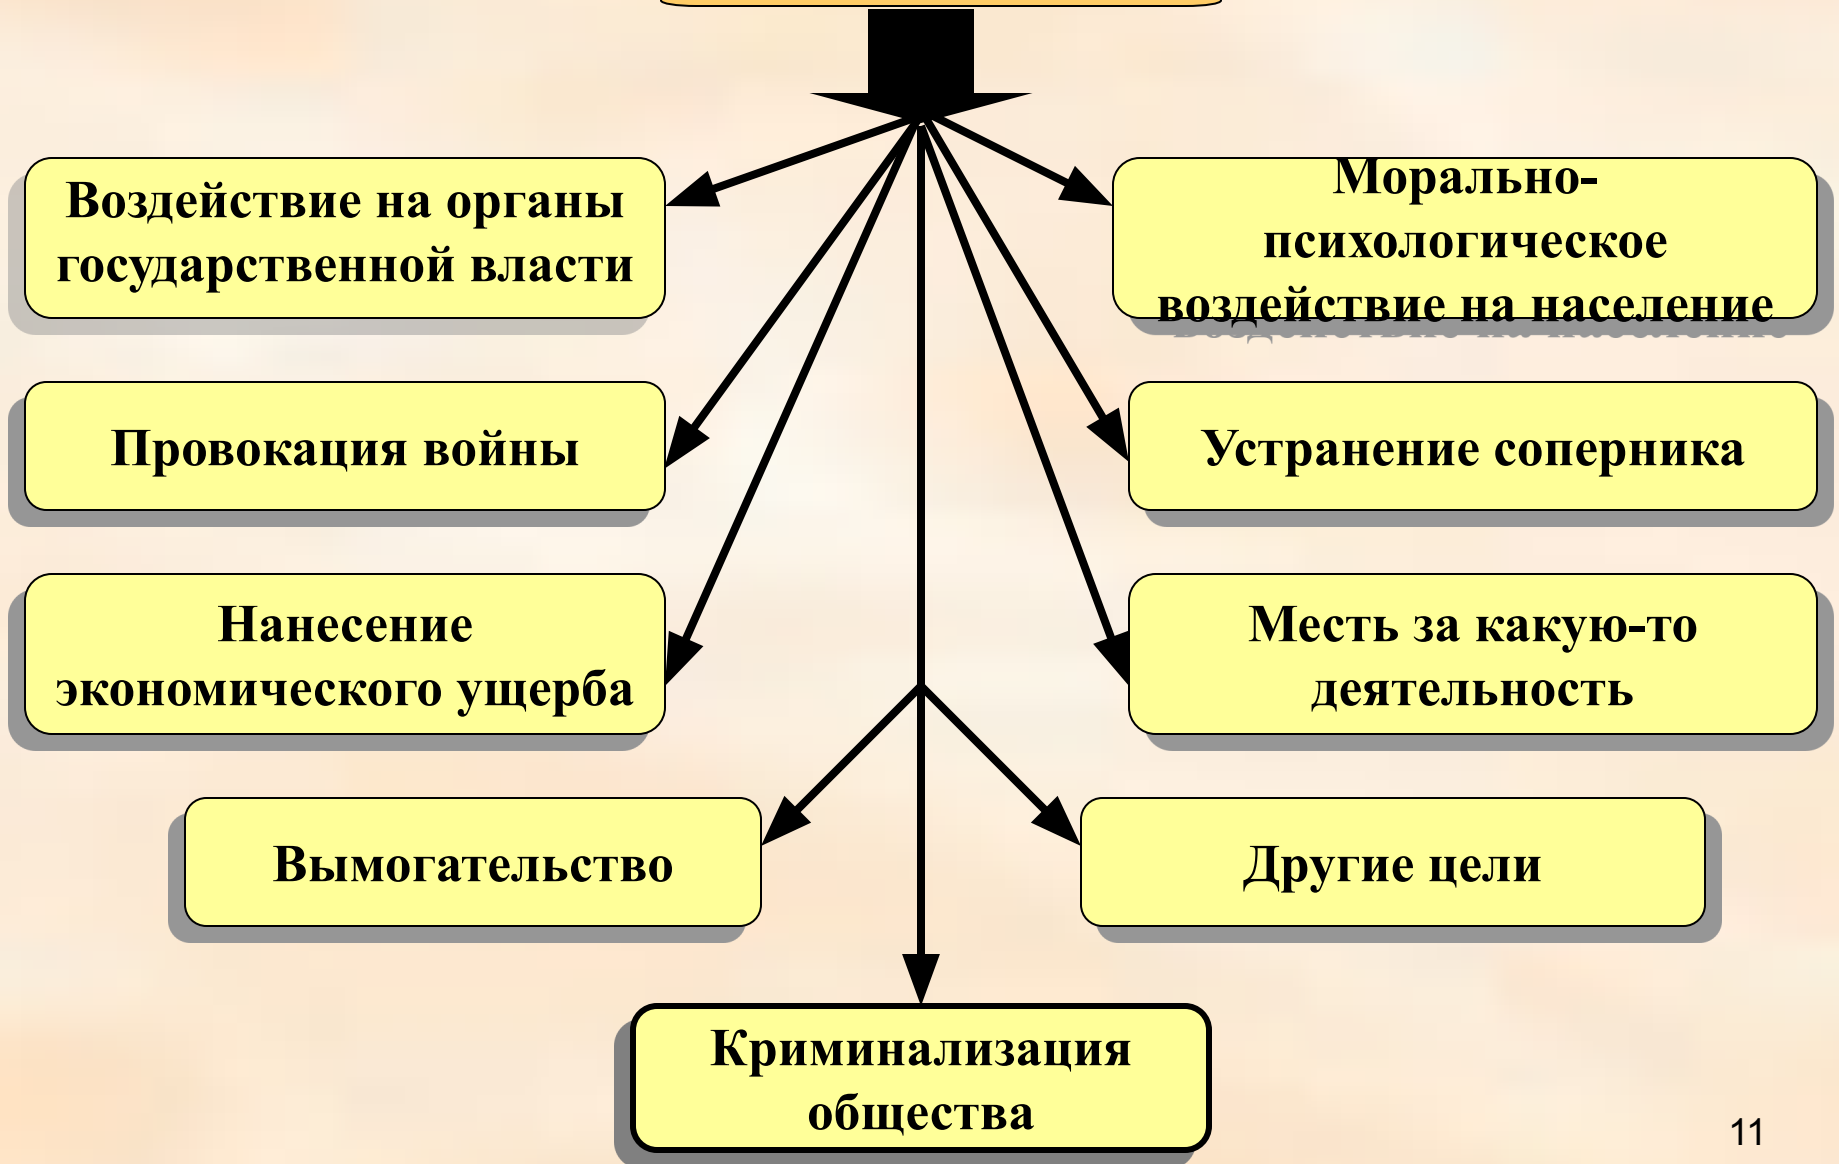 Воздействие на органы
государственной власти
Морально-
психологическое
воздействие на население
Провокация войны
Устранение соперника
Нанесение
экономического ущерба
Месть за какую-то
деятельность
Вымогательство
Другие цели
Криминализация
общества
11